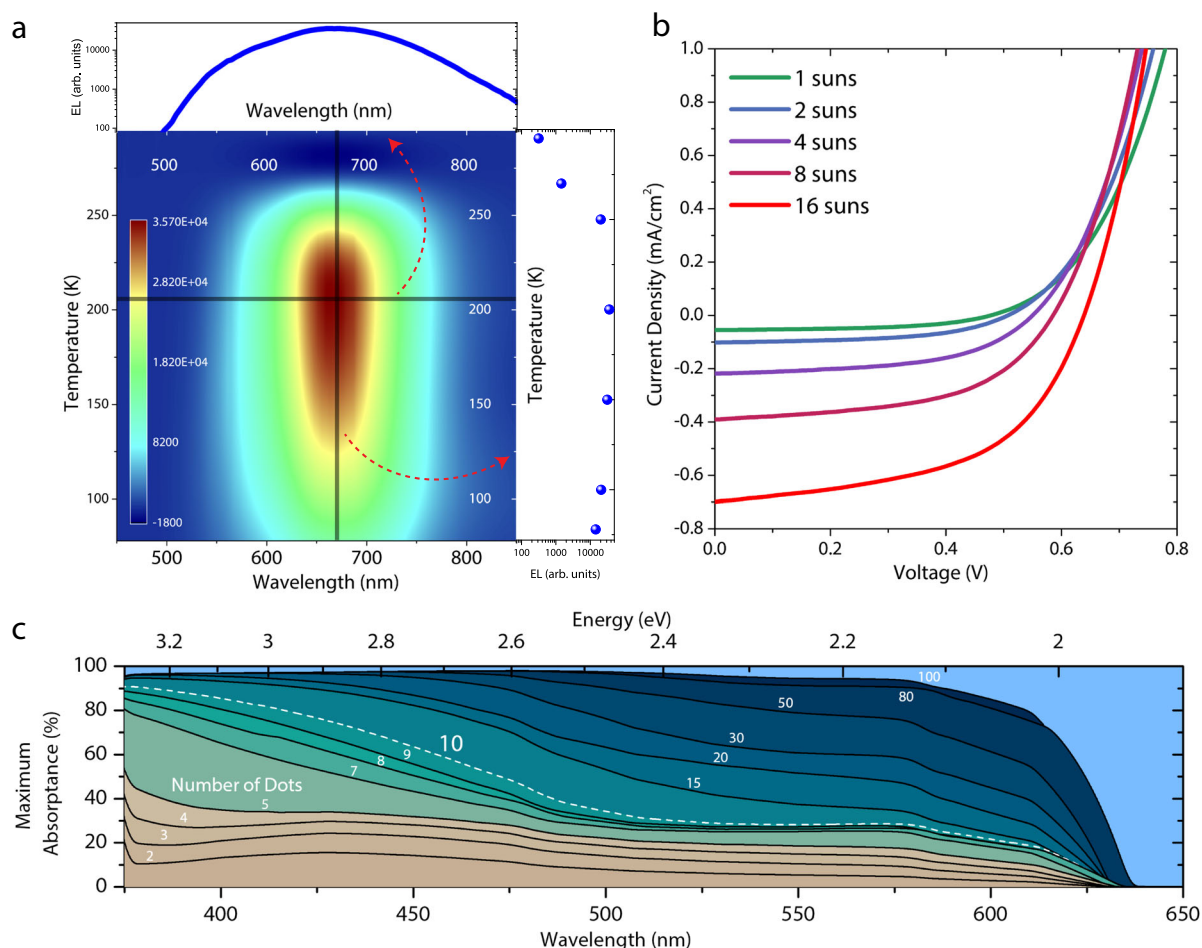 a
EL (arb. units)
10000
1000
100
Wavelength (nm)
500 600 700 800
Temperature (K)
250
200
150
100
3.570E+04
2.820E+04
1.820E+04
8200
-1800
250
200
150
100
Temperature (K)
500 600 700 800
Wavelength (nm)
100 1000 10000
EL (arb. units)
b
Current Density (mA/cm²)
1.0
0.8
0.6
0.4
0.2
0.0
-0.2
-0.4
-0.6
-0.8
1 suns
2 suns
4 suns
8 suns
16 suns
0.0 0.2 0.4 0.6 0.8
Voltage (V)
c
Energy (eV)
3.2 3 2.8 2.6 2.4 2.2 2
Maximum
Absorptance (%)
100
80
60
40
20
0
100
80
50
30
20
15
10
9
8
7
Number of Dots
5
4
3
2
400 450 500 550 600 650
Wavelength (nm)